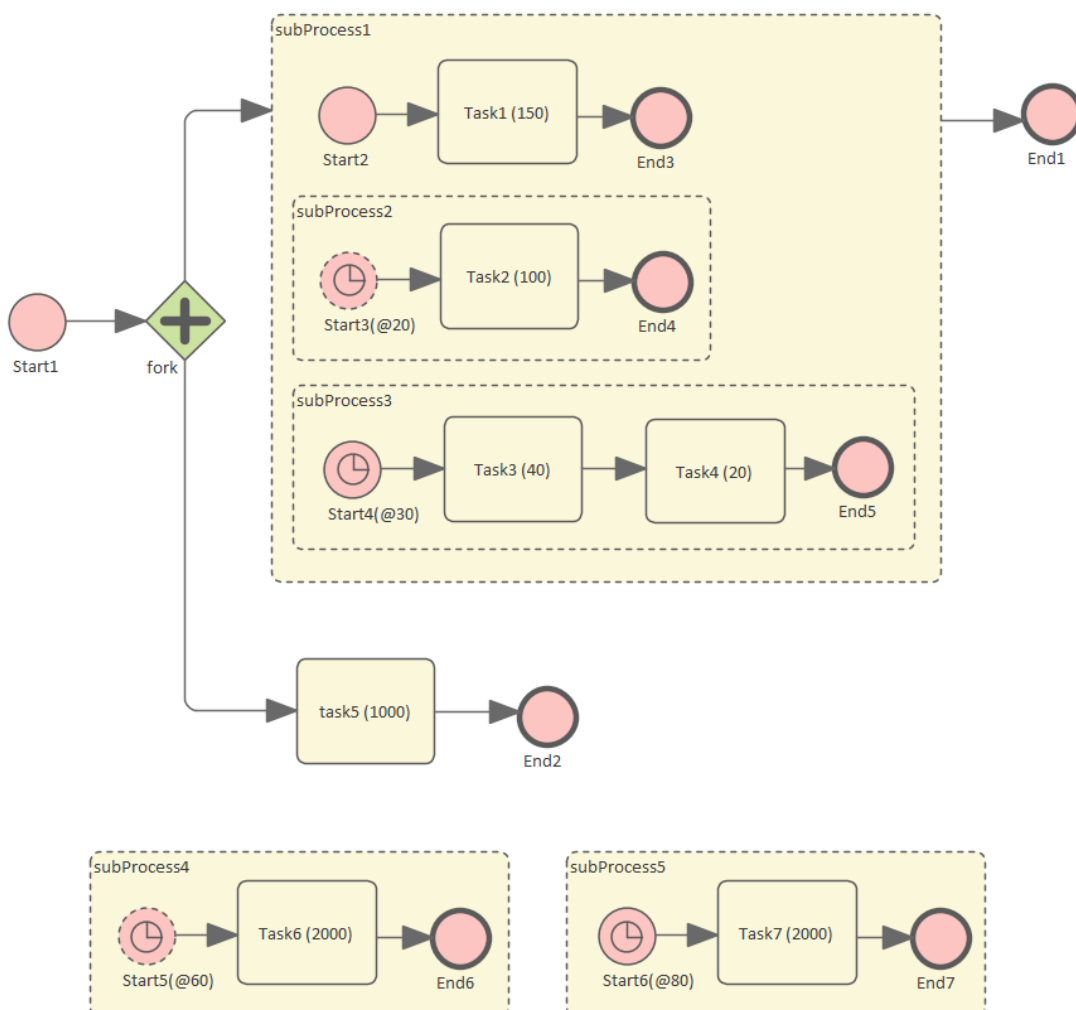 subProcess1
Task1 (150)
Start2
End3
End1
subProcess2
Task2 (100)
Start3(@20)
End4
Start1
fork
subProcess3
Task3 (40)
Task4 (20)
Start4(@30)
End5
task5 (1000)
End2
subProcess4
Task6 (2000)
Start5(@60)
End6
subProcess5
Task7 (2000)
Start6(@80)
End7